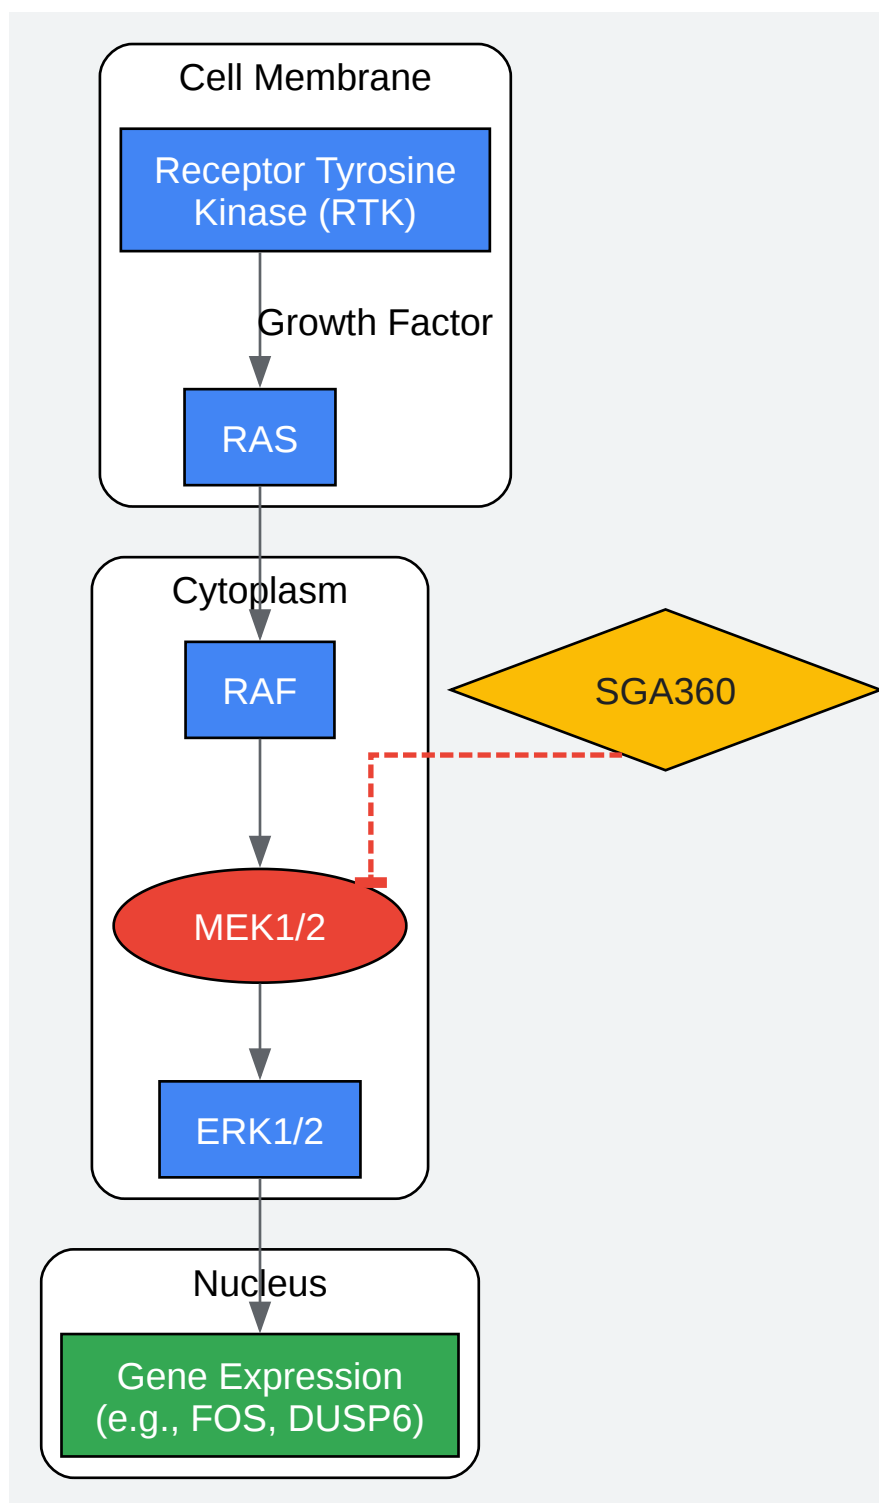 Cell Membrane
Receptor Tyrosine
Kinase (RTK)
Growth Factor
RAS
Cytoplasm
RAF
SGA360
MEK1/2
ERK1/2
Nucleus
Gene Expression
(e.g., FOS, DUSP6)